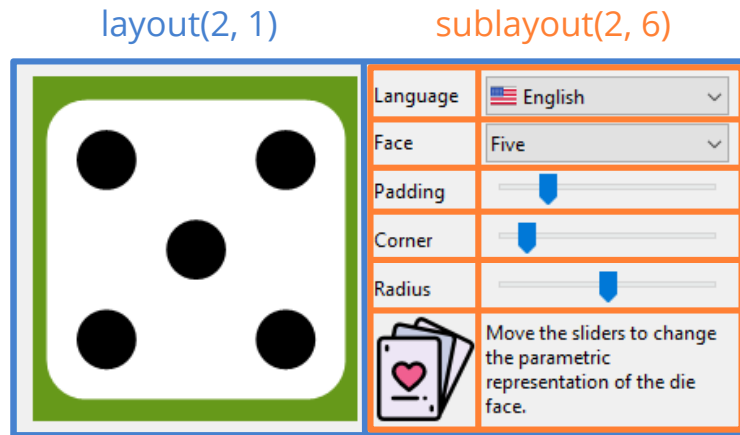 layout(2, 1)
sublayout(2, 6)
Language
English
Face
Five
Padding
Corner
Radius
Move the sliders to change
the parametric
representation of the die
face.